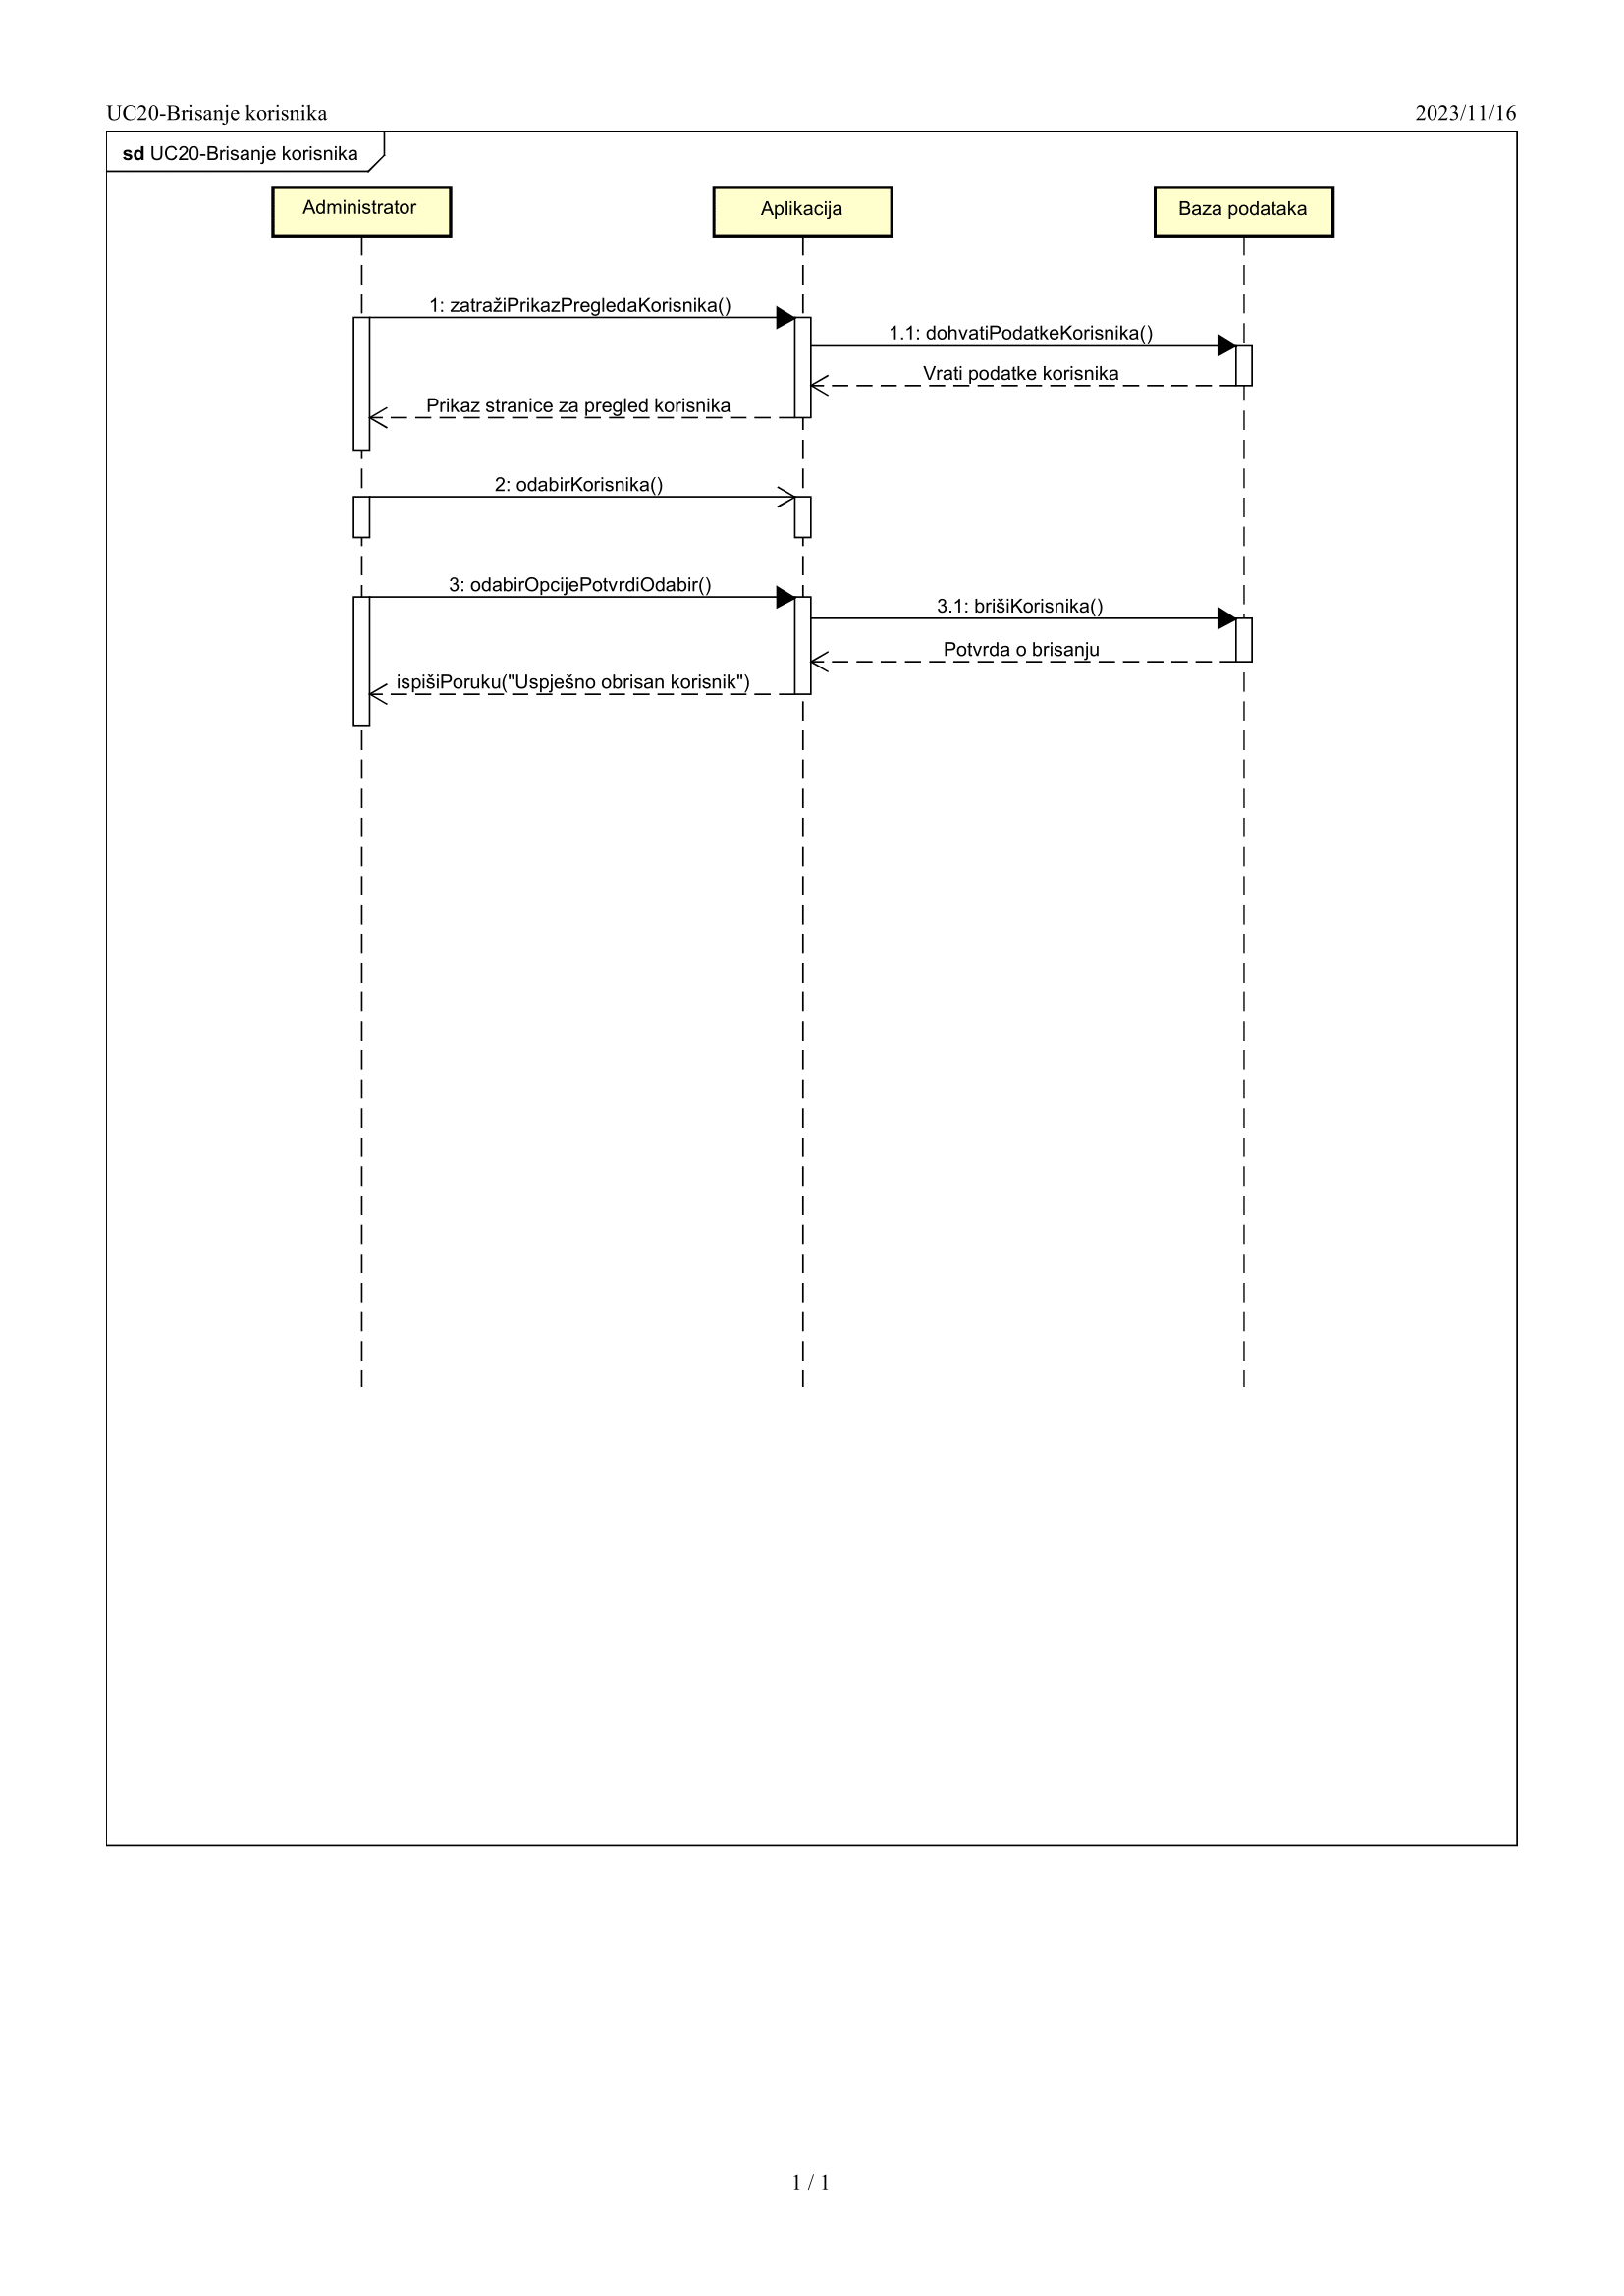 UC20-Brisanje korisnika 2023/11/16
sd UC20-Brisanje korisnika
Administrator Aplikacija Baza podataka
1: zatražiPrikazPregledaKorisnika()
1.1: dohvatiPodatkeKorisnika()
Vrati podatke korisnika
Prikaz stranice za pregled korisnika
2: odabirKorisnika()
3: odabirOpcijePotvrdiOdabir()
3.1: brišiKorisnika()
Potvrda o brisanju
ispišiPoruku("Uspješno obrisan korisnik")
1 / 1